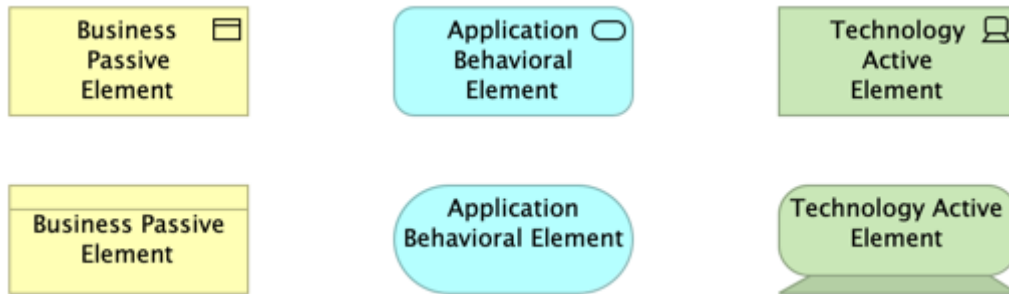 Business
Passive
Element
Application
Behavioral
Element
Technology
Active
Element
Business Passive
Element
Application
Behavioral Element
Technology Active
Element